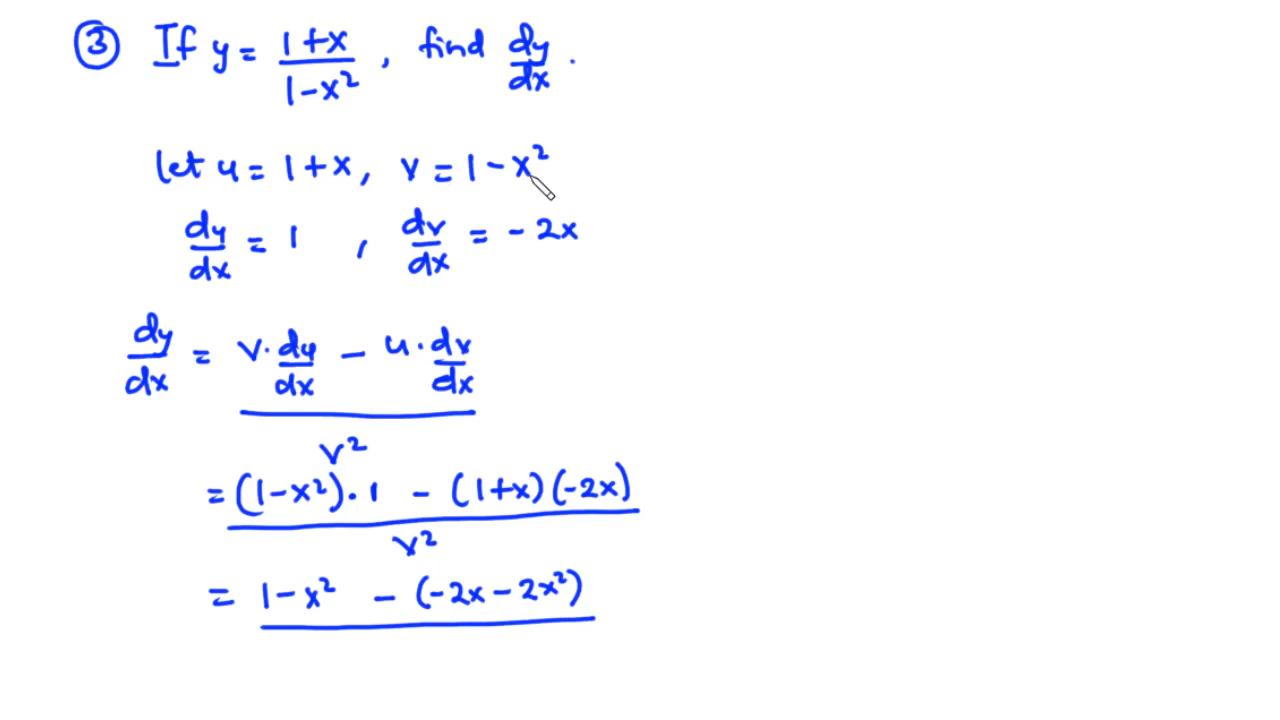 ③ If y = (1+x)/(1-x²), find dy/dx.
let u = 1+x, v = 1-x²
du/dx = 1, dv/dx = -2x
dy/dx = (v·du/dx - u·dv/dx)/v²
= ((1-x²)·1 - (1+x)(-2x))/v²
= 1-x² - (-2x-2x²)